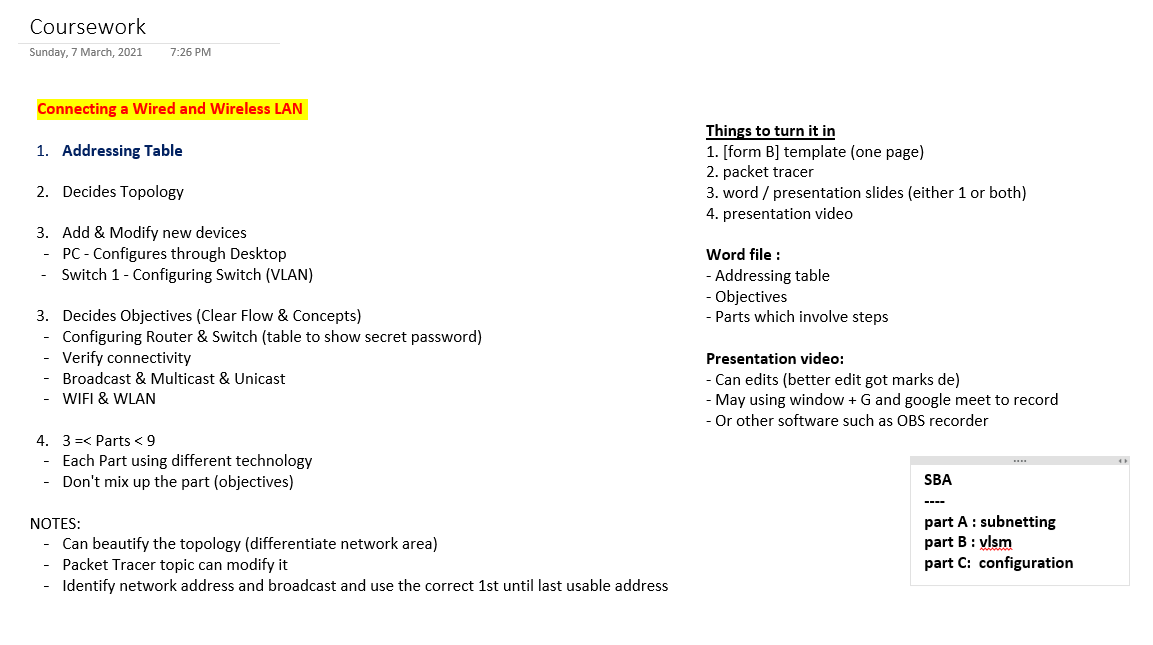 Coursework
Sunday, 7 March, 2021 7:26 PM
Connecting a Wired and Wireless LAN
1. Addressing Table
2. Decides Topology
3. Add & Modify new devices
- PC - Configures through Desktop
- Switch 1 - Configuring Switch (VLAN)
3. Decides Objectives (Clear Flow & Concepts)
- Configuring Router & Switch (table to show secret password)
- Verify connectivity
- Broadcast & Multicast & Unicast
- WIFI & WLAN
4. 3 =< Parts < 9
- Each Part using different technology
- Don't mix up the part (objectives)
NOTES:
- Can beautify the topology (differentiate network area)
- Packet Tracer topic can modify it
- Identify network address and broadcast and use the correct 1st until last usable address
Things to turn it in
1. [form B] template (one page)
2. packet tracer
3. word / presentation slides (either 1 or both)
4. presentation video
Word file :
- Addressing table
- Objectives
- Parts which involve steps
Presentation video:
- Can edits (better edit got marks de)
- May using window + G and google meet to record
- Or other software such as OBS recorder
SBA
----
part A : subnetting
part B : vlsm
part C: configuration